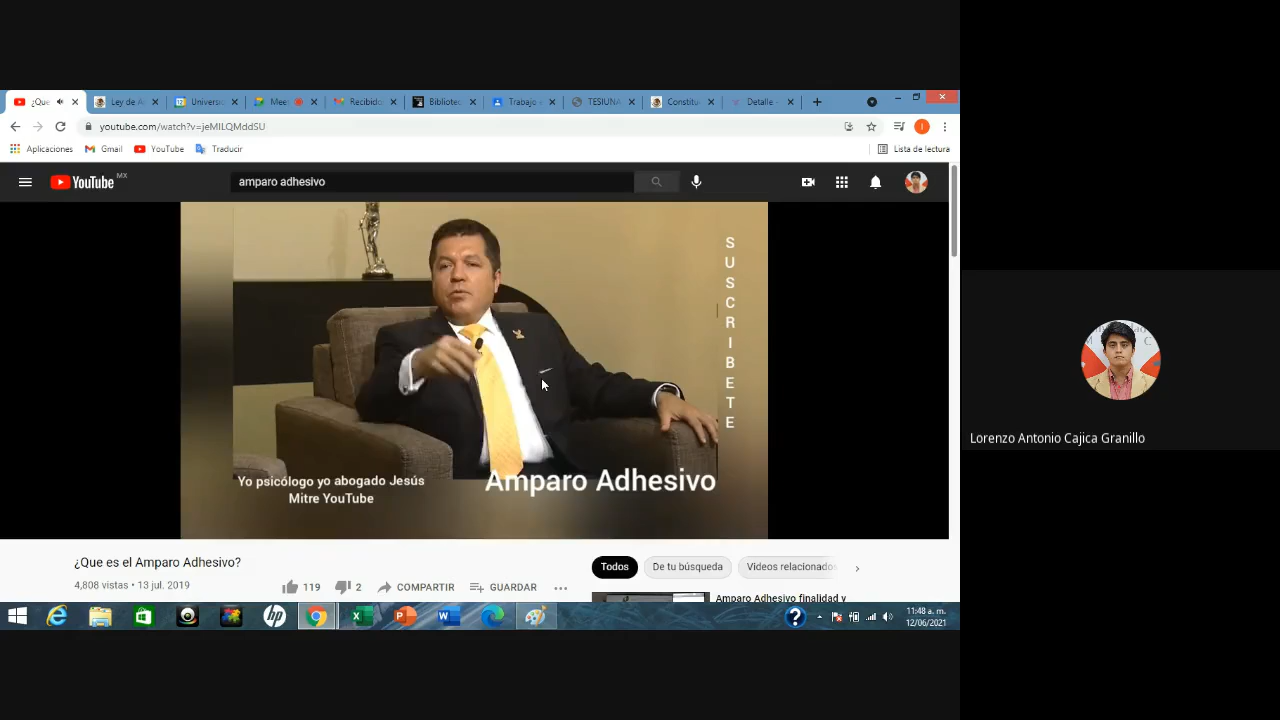 ¿Que
Ley de A
Universi
Meet
Recibido
Bibliotec
Trabajo e
TESIUNA
Constitu
Detalle -
youtube.com/watch?v=jeMILQMddSU
Aplicaciones
Gmail
YouTube
Traducir
Lista de lectura
YouTube MX
amparo adhesivo
SUSCRIBETE
Yo psicólogo yo abogado Jesús
Mitre YouTube
Amparo Adhesivo
Lorenzo Antonio Cajica Granillo
¿Que es el Amparo Adhesivo?
4,808 vistas • 13 jul. 2019
119
2
COMPARTIR
GUARDAR
Todos
De tu búsqueda
Videos relacionados
Amparo Adhesivo finalidad y
11:48 a. m.
12/06/2021